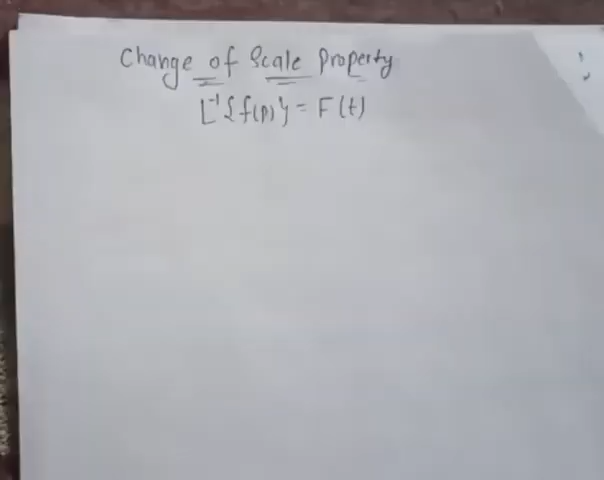 Change of Scale Property
L⁻¹{f(p)} = F(t)